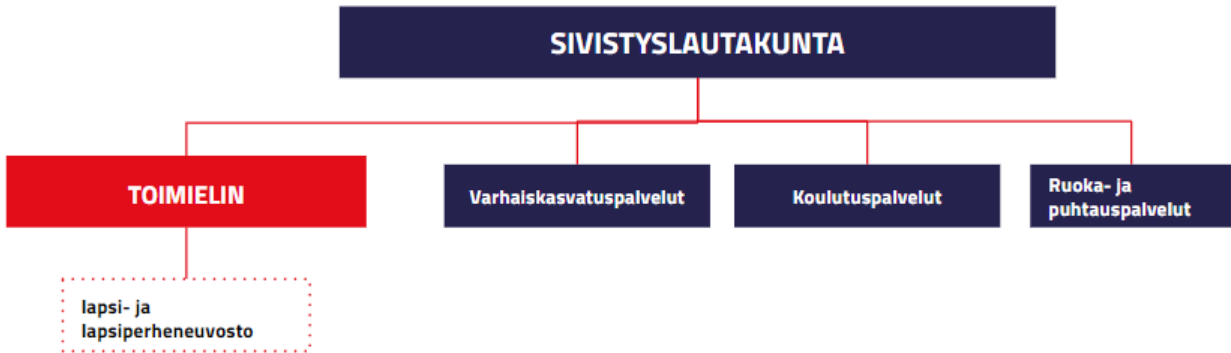 SIVISTYSLAUTAKUNTA
TOIMIELIN
Varhaiskasvatuspalvelut
Koulutuspalvelut
Ruoka- ja
puhtauspalvelut
lapsi- ja
lapsiperheneuvosto